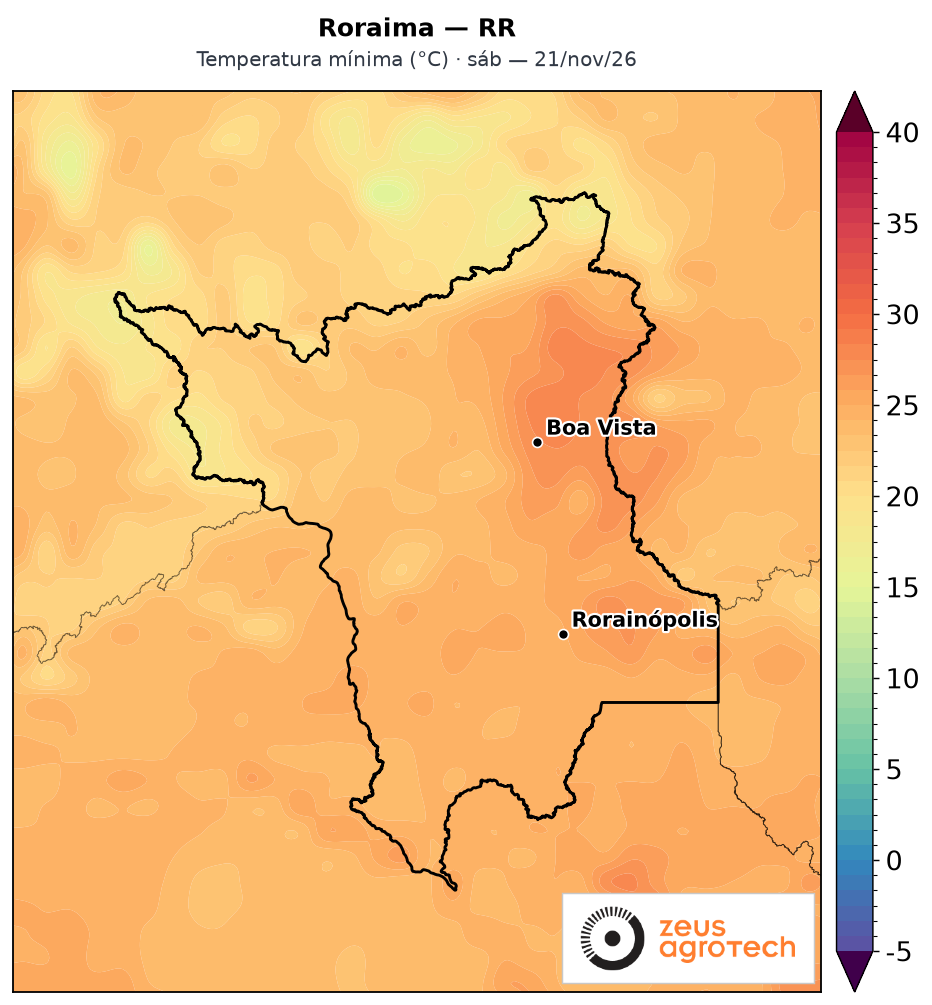 Roraima — RR
Temperatura mínima (°C) · sáb — 21/nov/26
40
35
30
25
20
15
10
5
0
-5
Boa Vista
Rorainópolis
zeus
agrotech